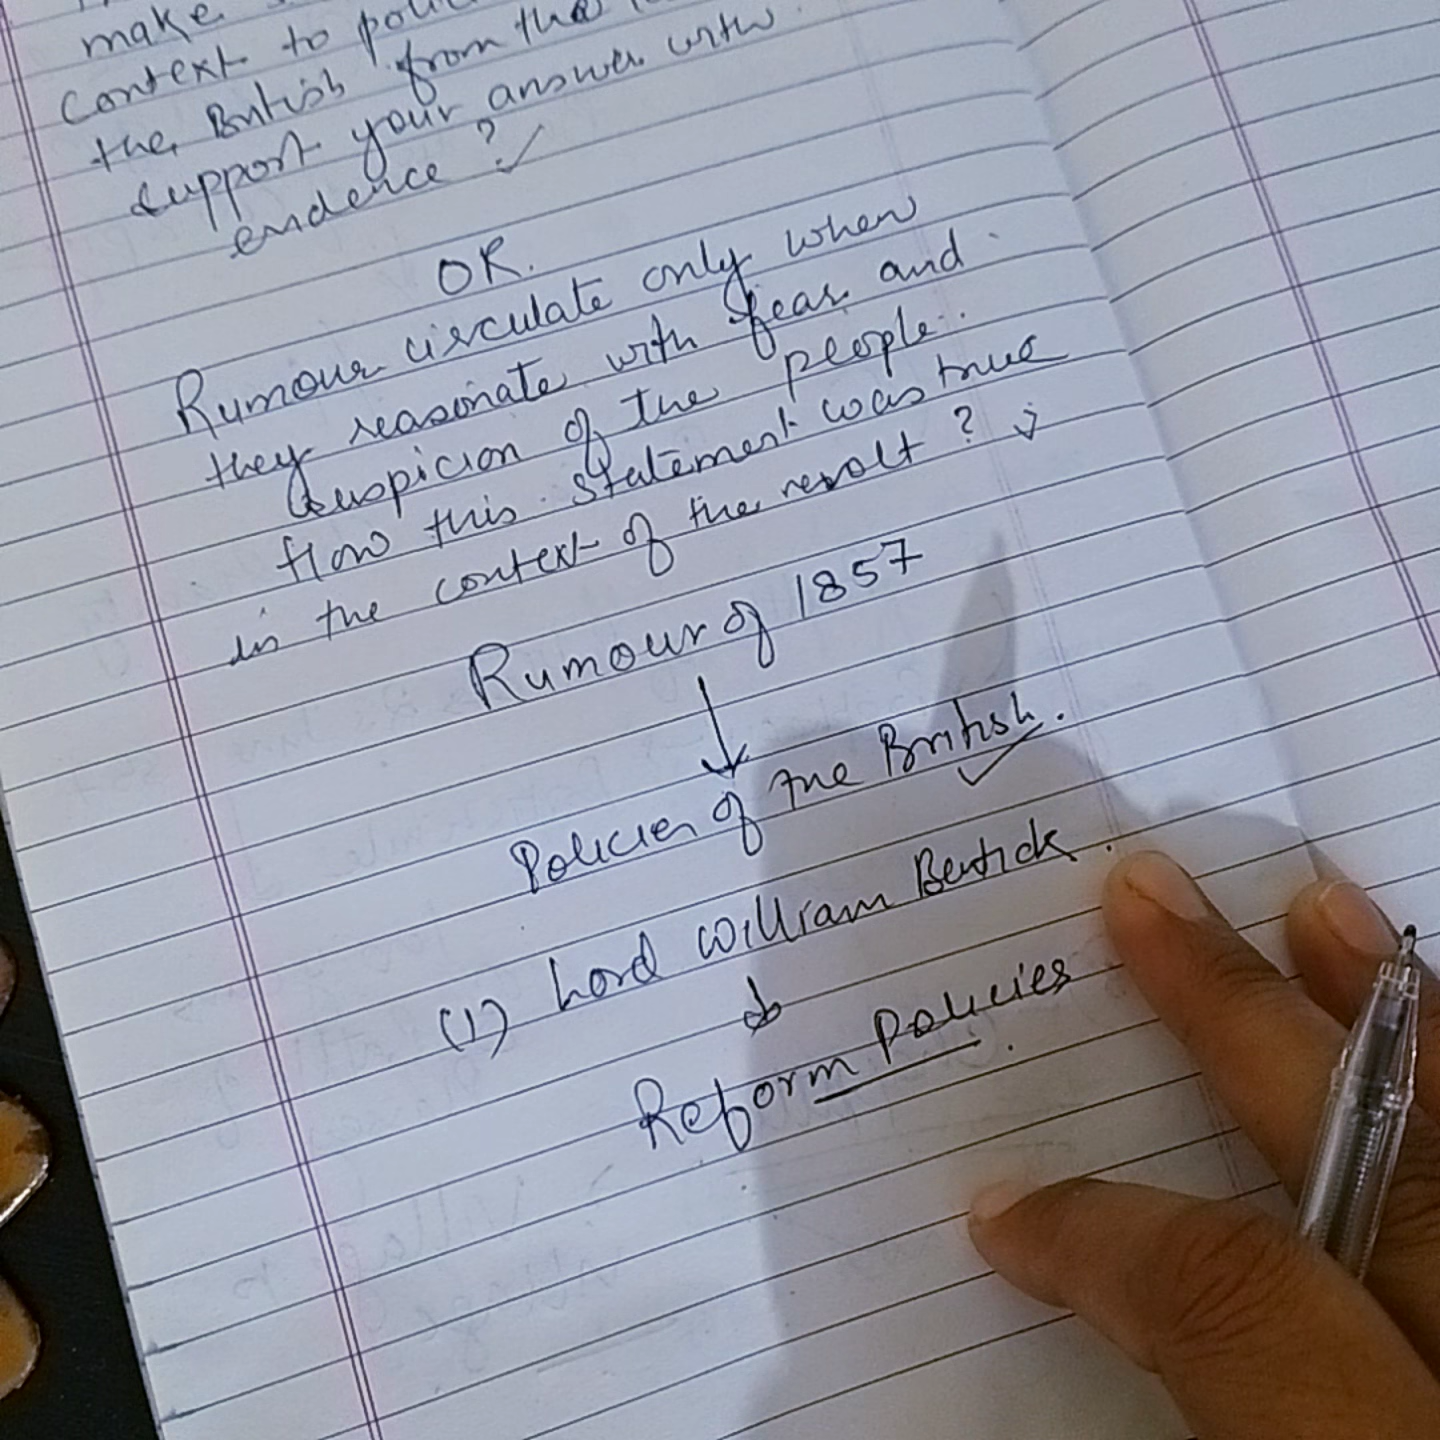 make
context to
the British from the
support your answer with
evidence?
OR.
Rumour circulate only when
they reasonate with fear and
suspicion of the people.
How this statement was true
in the context of the revolt?
Rumour of 1857
Policies of the British.
(1) Lord William Bentick.
Reform Policies